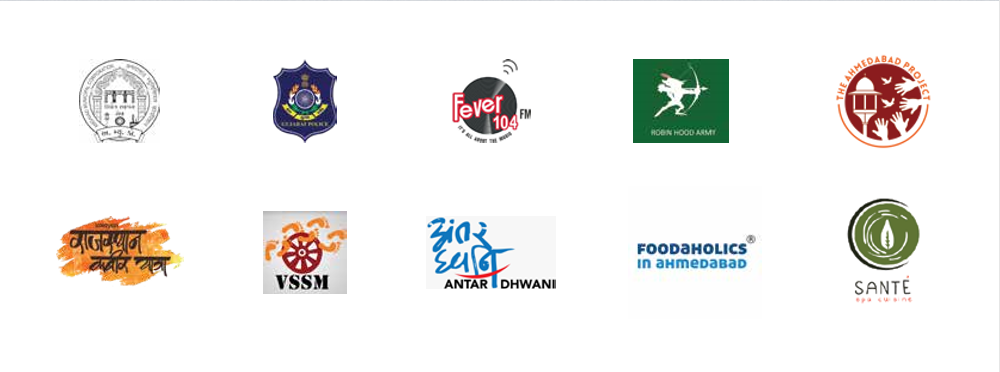 અ. મ્યુ. કો.
GUJARAT POLICE
Fever
104
FM
IT'S ALL ABOUT THE MUSIC
ROBIN HOOD ARMY
THE AHMEDABAD PROJECT
राजस्थान
कबीर यात्रा
VSSM
अंतर
ध्वनि
ANTAR DHWANI
FOODAHOLICS ®
in AHMEDABAD
SANTÉ
spa cuisine